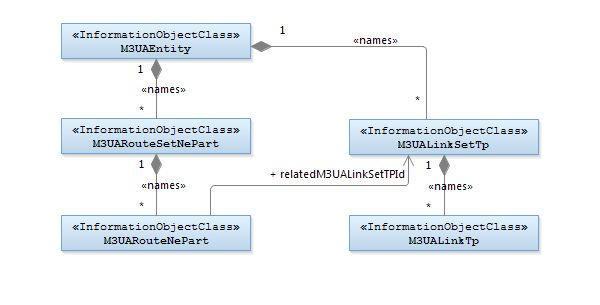 «InformationObjectClass»
M3UAEntity
1
«names»
1
«names»
*
*
«InformationObjectClass»
M3UARouteSetNePart
«InformationObjectClass»
M3UALinkSetTp
1
«names»
*
+ relatedM3UALinkSetTPId
1
«names»
*
«InformationObjectClass»
M3UARouteNePart
«InformationObjectClass»
M3UALinkTp